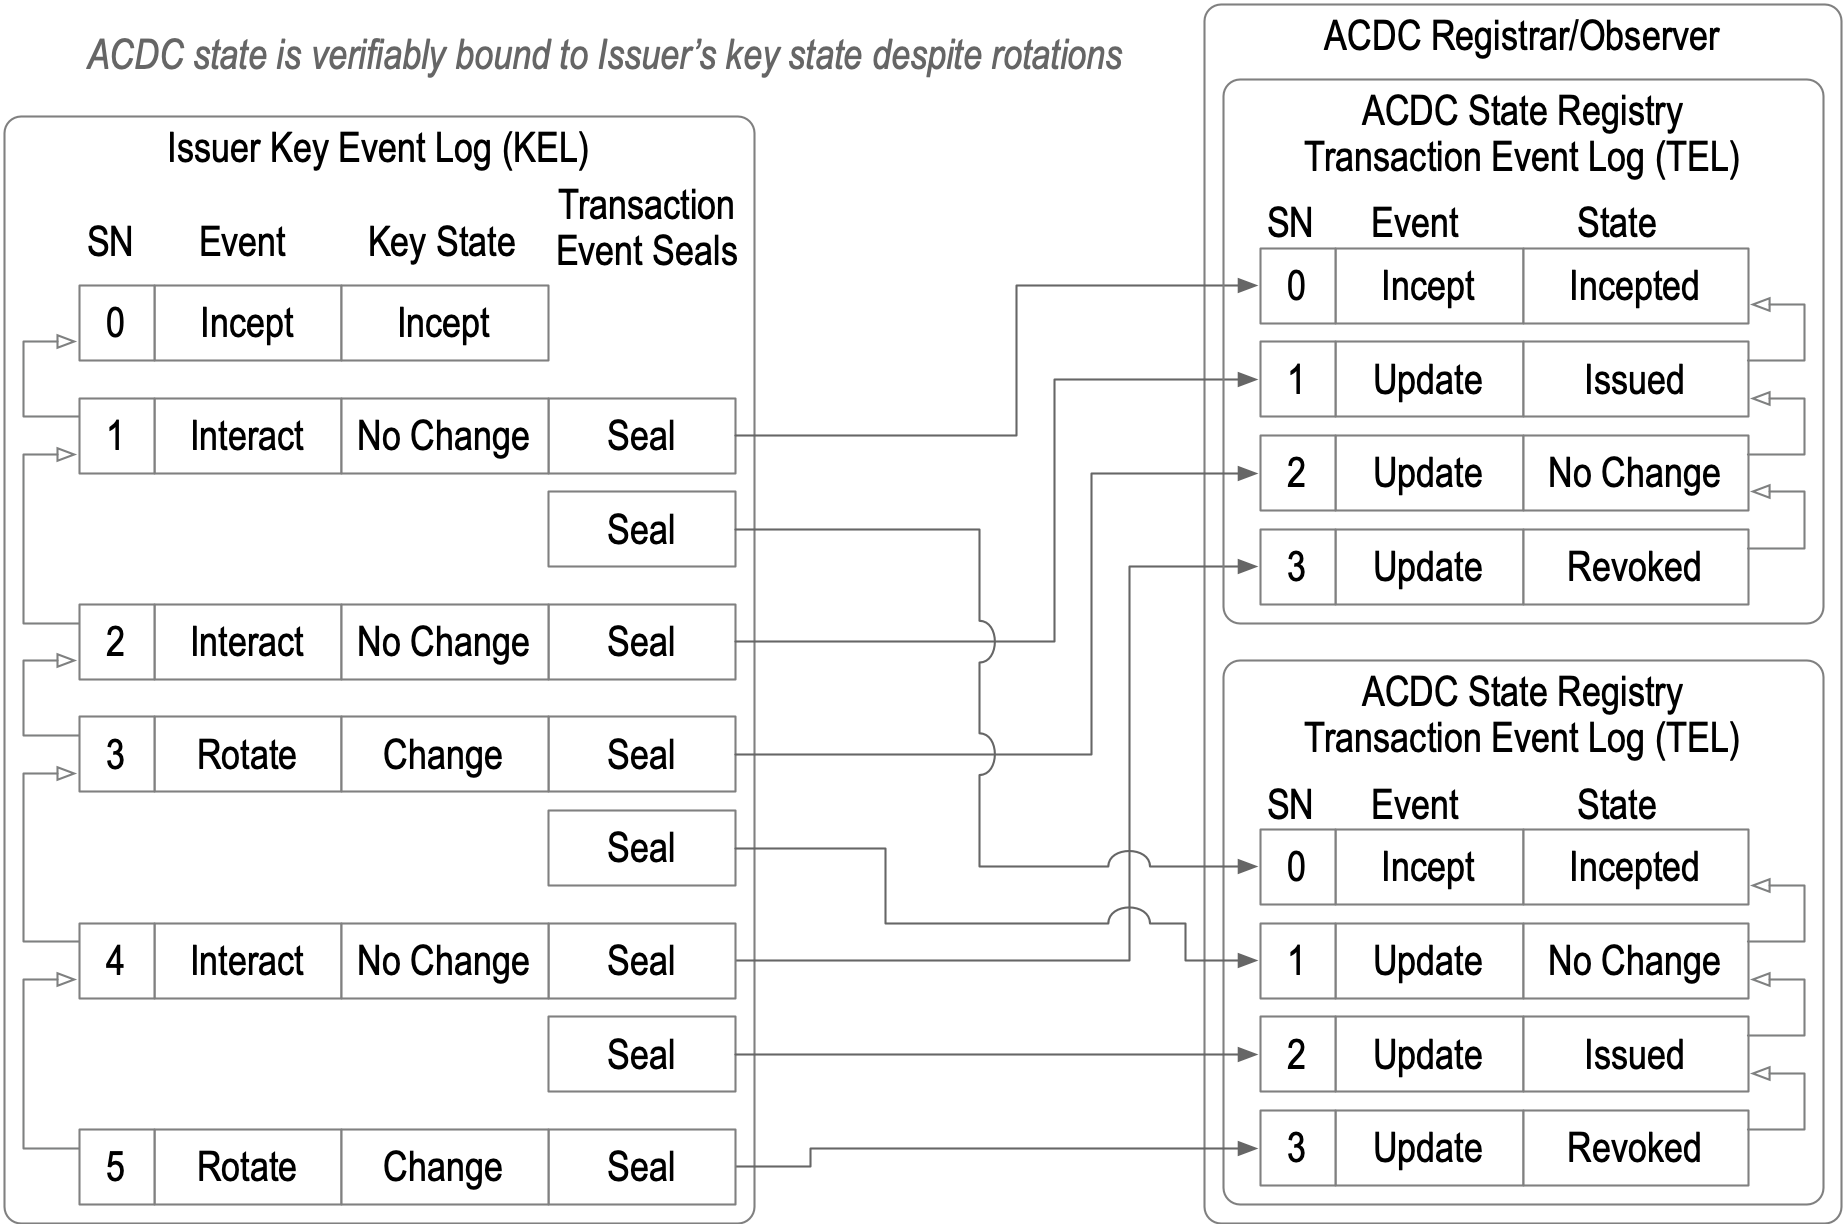 ACDC state is verifiably bound to Issuer's key state despite rotations
Issuer Key Event Log (KEL)
SN Event Key State Transaction Event Seals
0 Incept Incept
1 Interact No Change Seal
Seal
2 Interact No Change Seal
3 Rotate Change Seal
Seal
4 Interact No Change Seal
Seal
5 Rotate Change Seal
ACDC Registrar/Observer
ACDC State Registry
Transaction Event Log (TEL)
SN Event State
0 Incept Incepted
1 Update Issued
2 Update No Change
3 Update Revoked
ACDC State Registry
Transaction Event Log (TEL)
SN Event State
0 Incept Incepted
1 Update No Change
2 Update Issued
3 Update Revoked